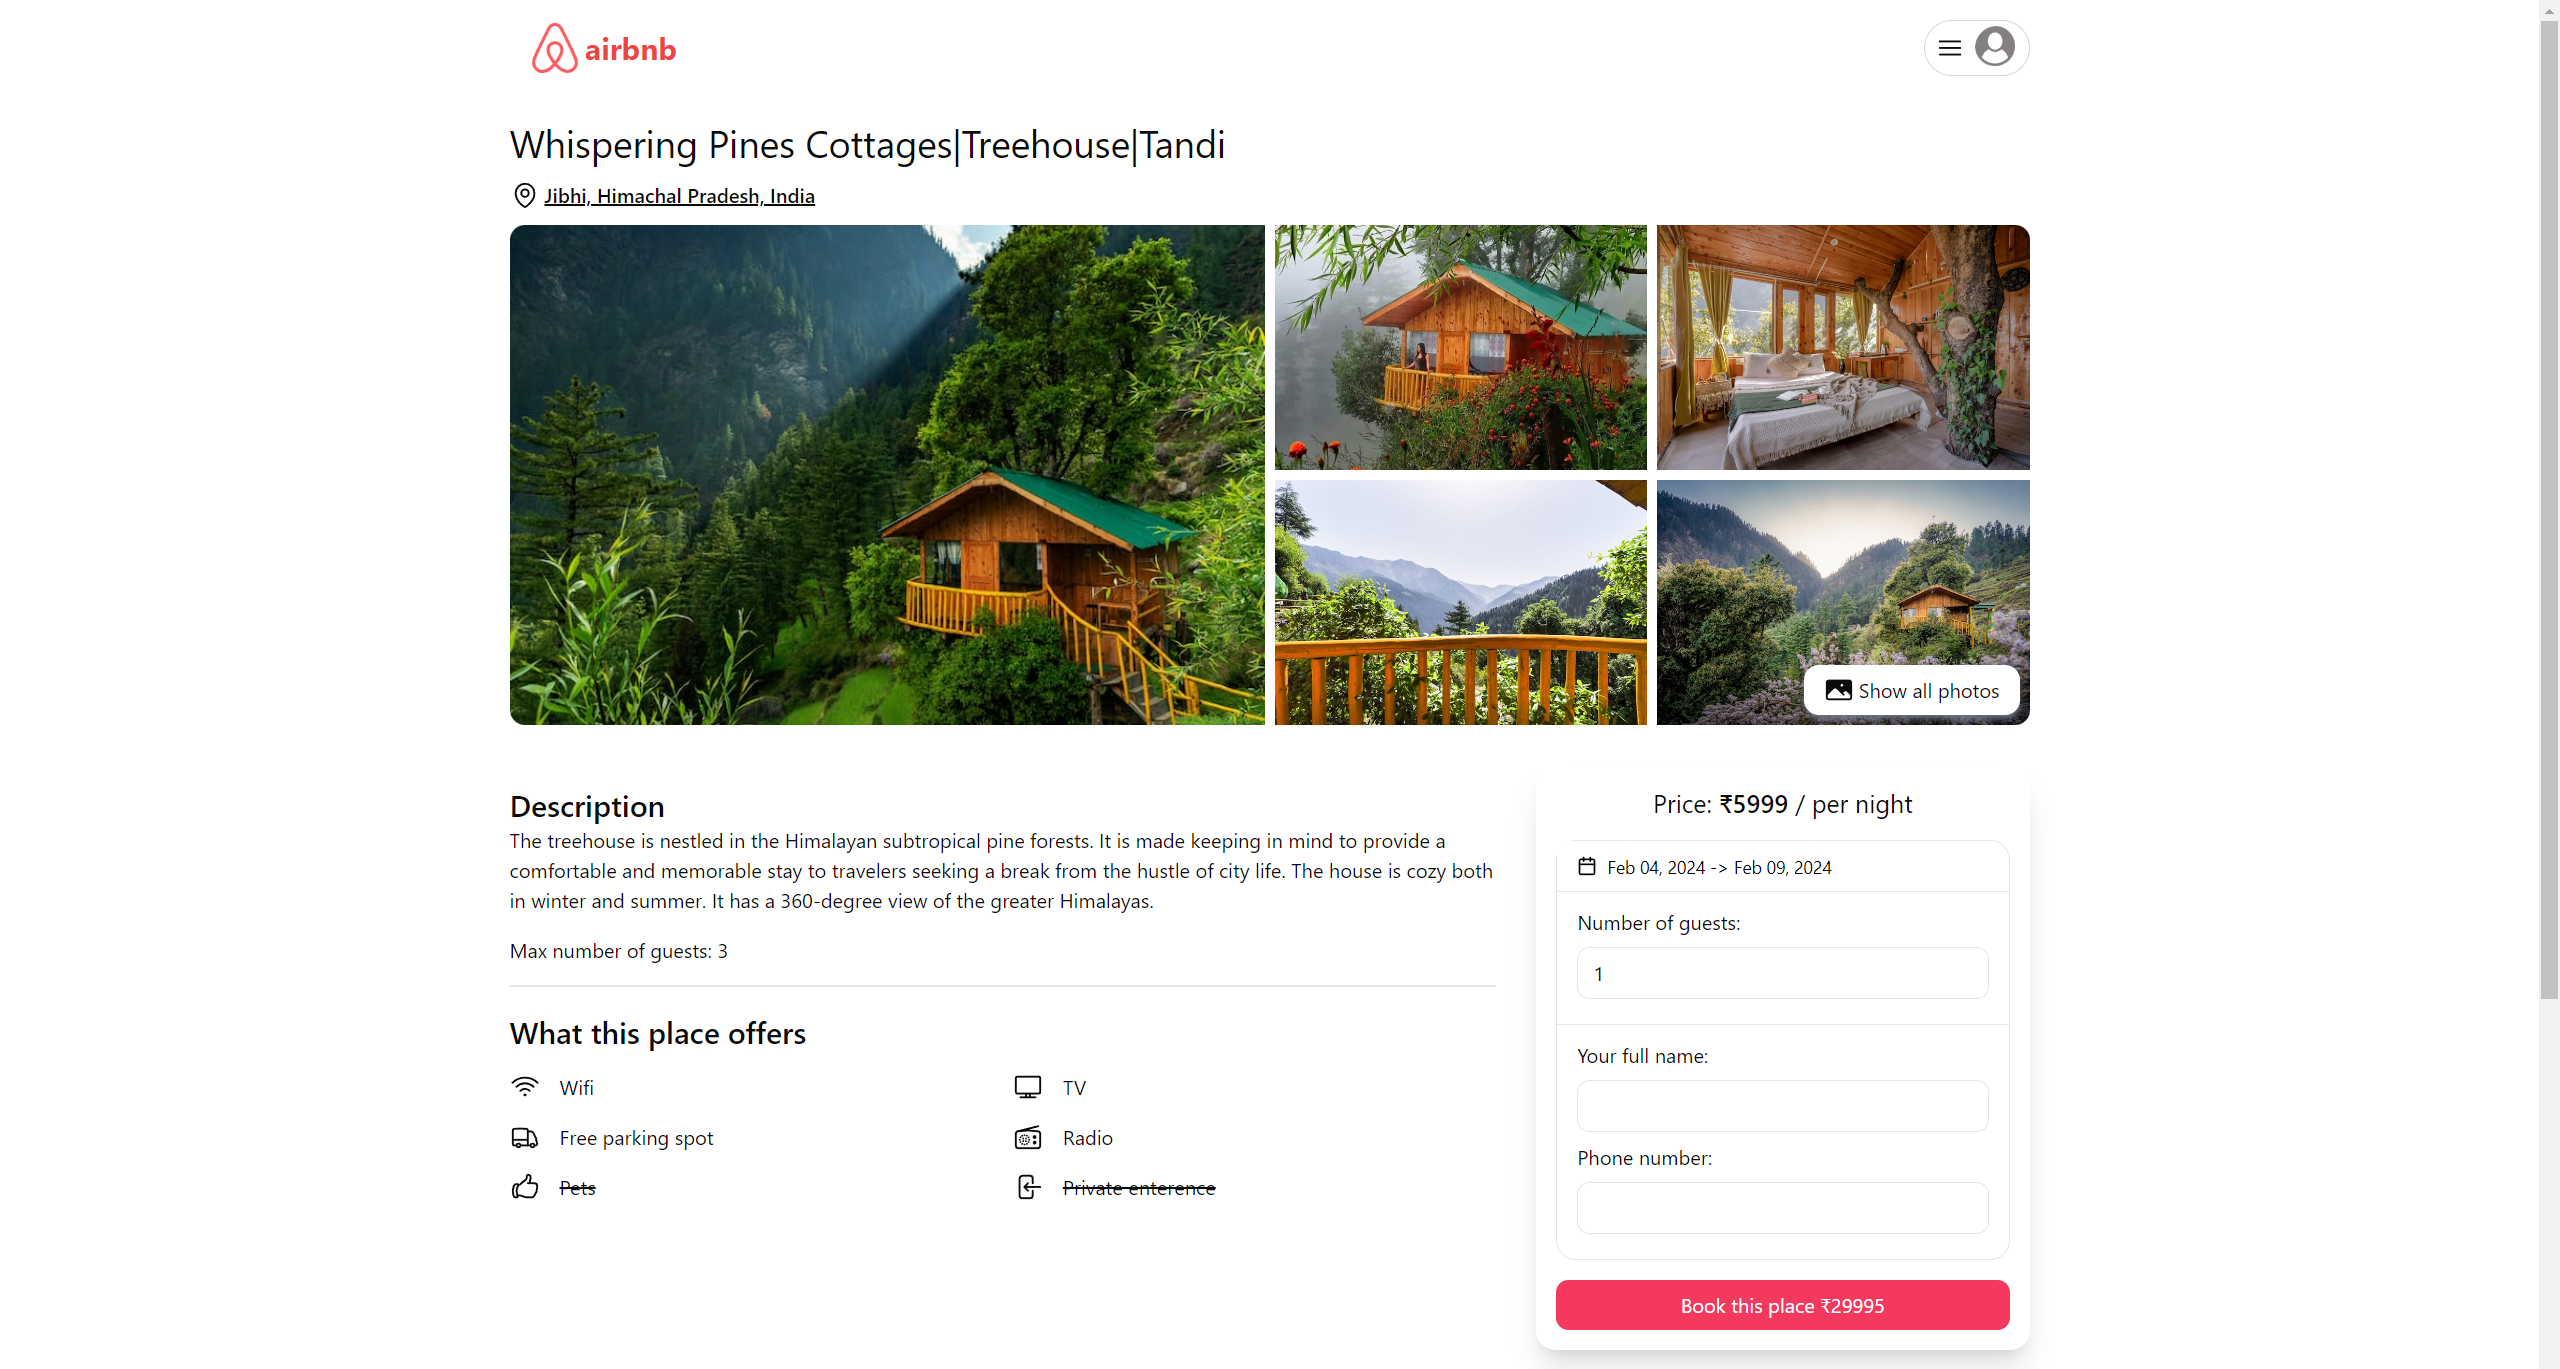 airbnb
Whispering Pines Cottages|Treehouse|Tandi
Jibhi, Himachal Pradesh, India
Show all photos
Description
The treehouse is nestled in the Himalayan subtropical pine forests. It is made keeping in mind to provide a
comfortable and memorable stay to travelers seeking a break from the hustle of city life. The house is cozy both
in winter and summer. It has a 360-degree view of the greater Himalayas.
Max number of guests: 3
What this place offers
Wifi
TV
Free parking spot
Radio
Pets
Private enterence
Price: ₹5999 / per night
Feb 04, 2024 -> Feb 09, 2024
Number of guests:
1
Your full name:
Phone number:
Book this place ₹29995